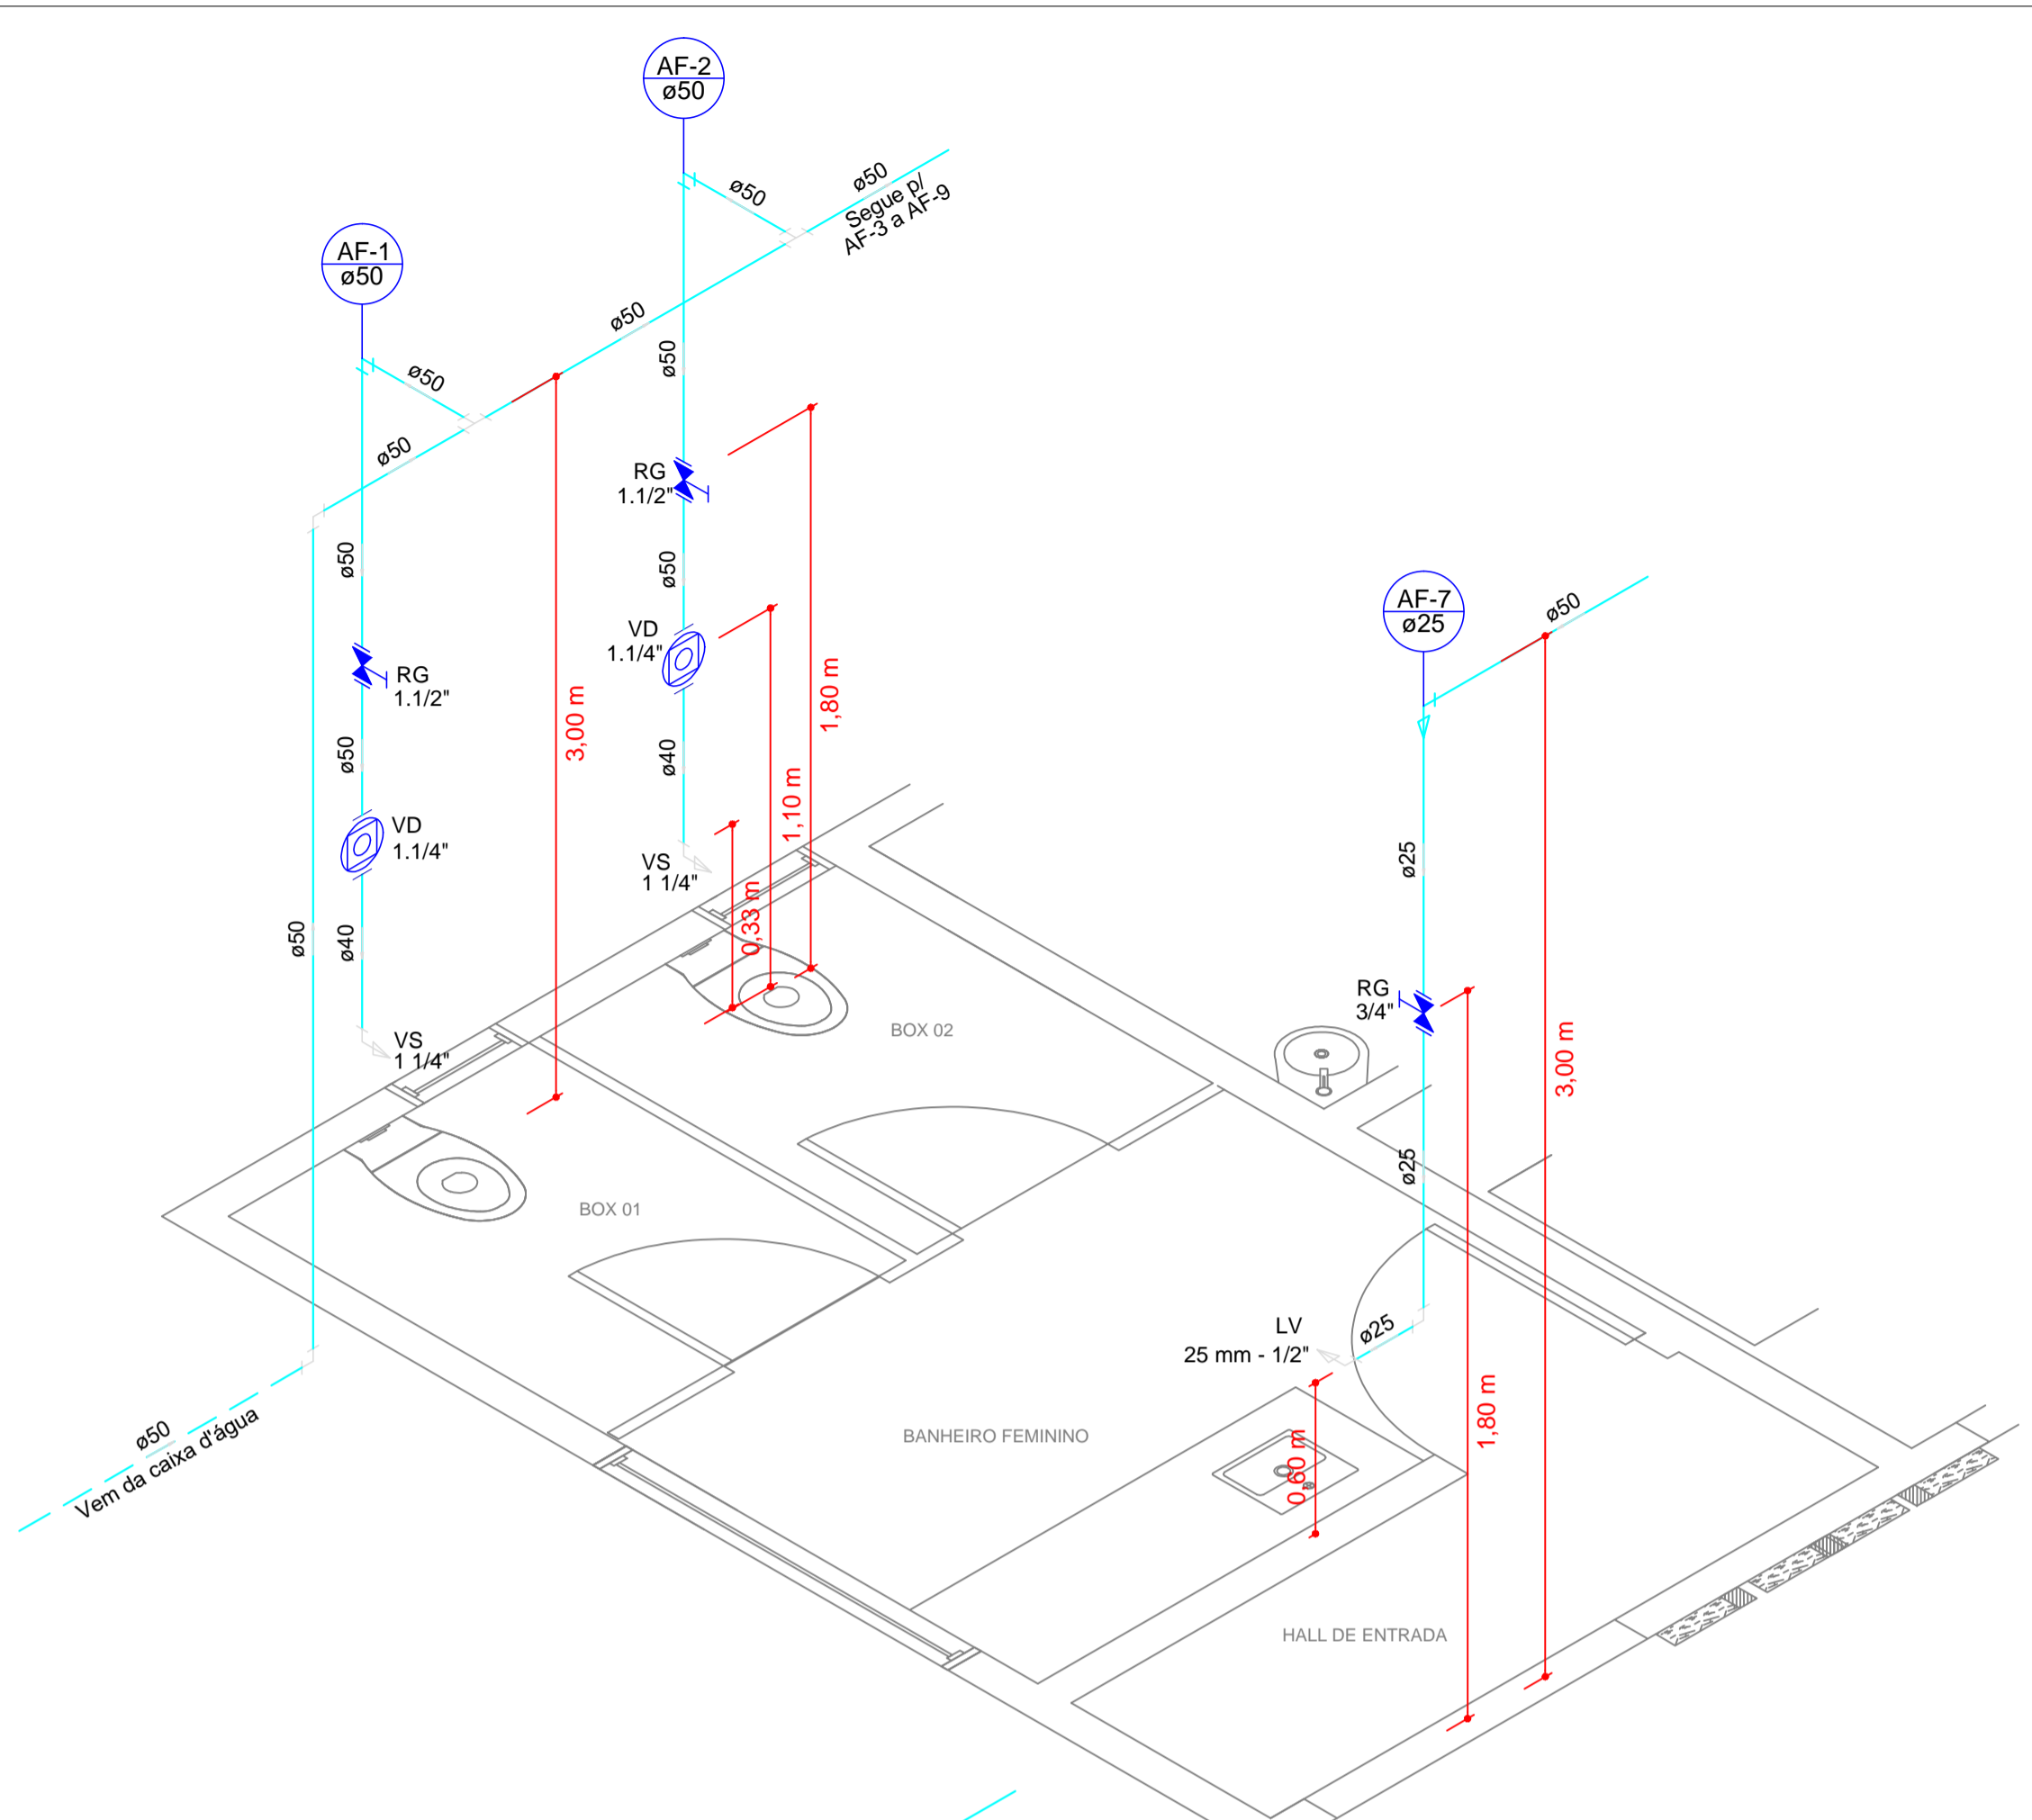 AF-2
ø50
ø50
ø50
Segue p/
AF-3 a AF-9
AF-1
ø50
ø50
ø50
ø50
ø50
RG
1.1/2"
ø50
ø50
VD
1.1/4"
ø40
VS
1 1/4"
RG
1.1/2"
ø50
VD
1.1/4"
ø50
ø40
VS
1 1/4"
3,00 m
1,80 m
1,10 m
0,33 m
AF-7
ø25
ø50
ø25
RG
3/4"
ø25
3,00 m
1,80 m
ø25
LV
25 mm - 1/2"
0,60 m
BOX 02
BOX 01
ø50
Vem da caixa d'água
BANHEIRO FEMININO
HALL DE ENTRADA